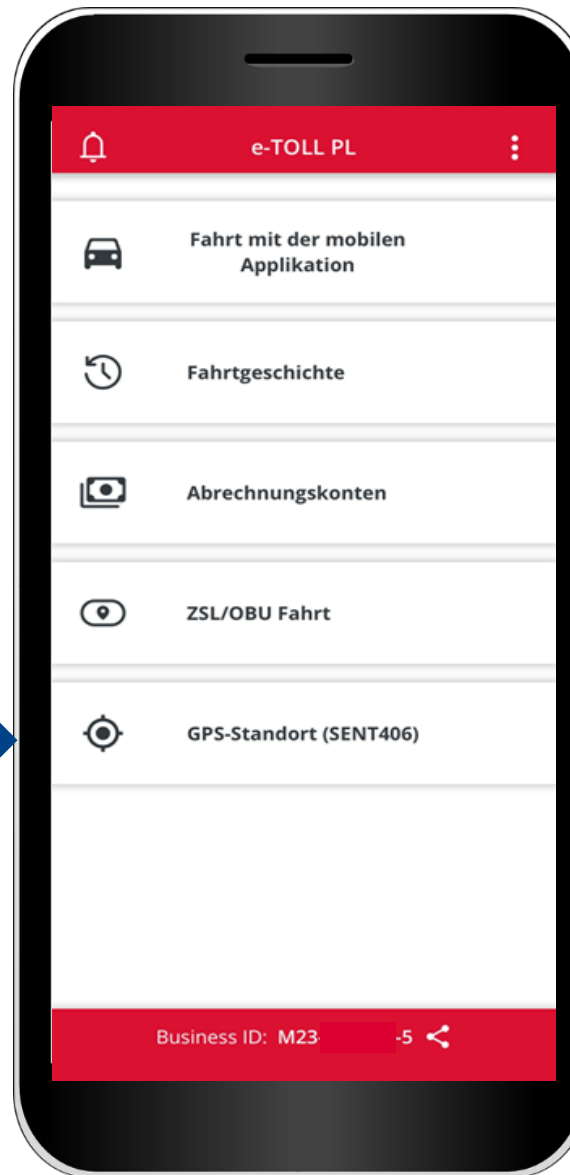 e-TOLL PL
Fahrt mit der mobilen
Applikation
Fahrtgeschichte
Abrechnungskonten
ZSL/OBU Fahrt
GPS-Standort (SENT406)
Business ID: M23- -5